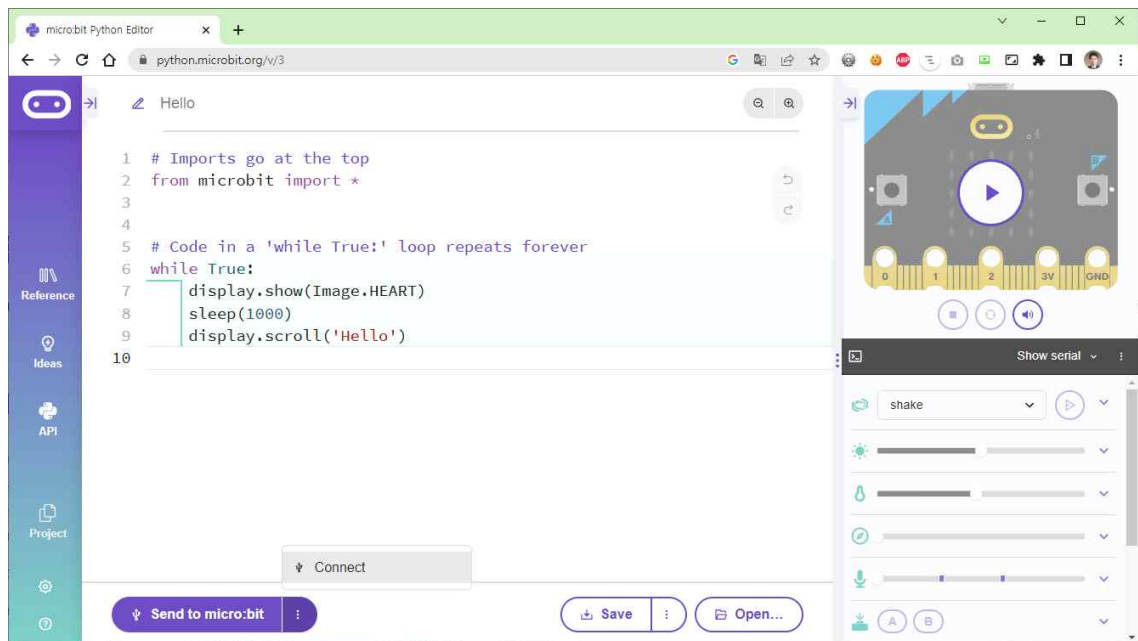 micro:bit Python Editor
python.microbit.org/v/3
G
ABP
Hello
1 # Imports go at the top
2 from microbit import *
3
4
5 # Code in a 'while True:' loop repeats forever
6 while True:
7 display.show(Image.HEART)
8 sleep(1000)
9 display.scroll('Hello')
10
Reference
Ideas
API
Project
Connect
Send to micro:bit
Save
Open...
B
A
0 1 2 3V GND
Show serial
shake
A B